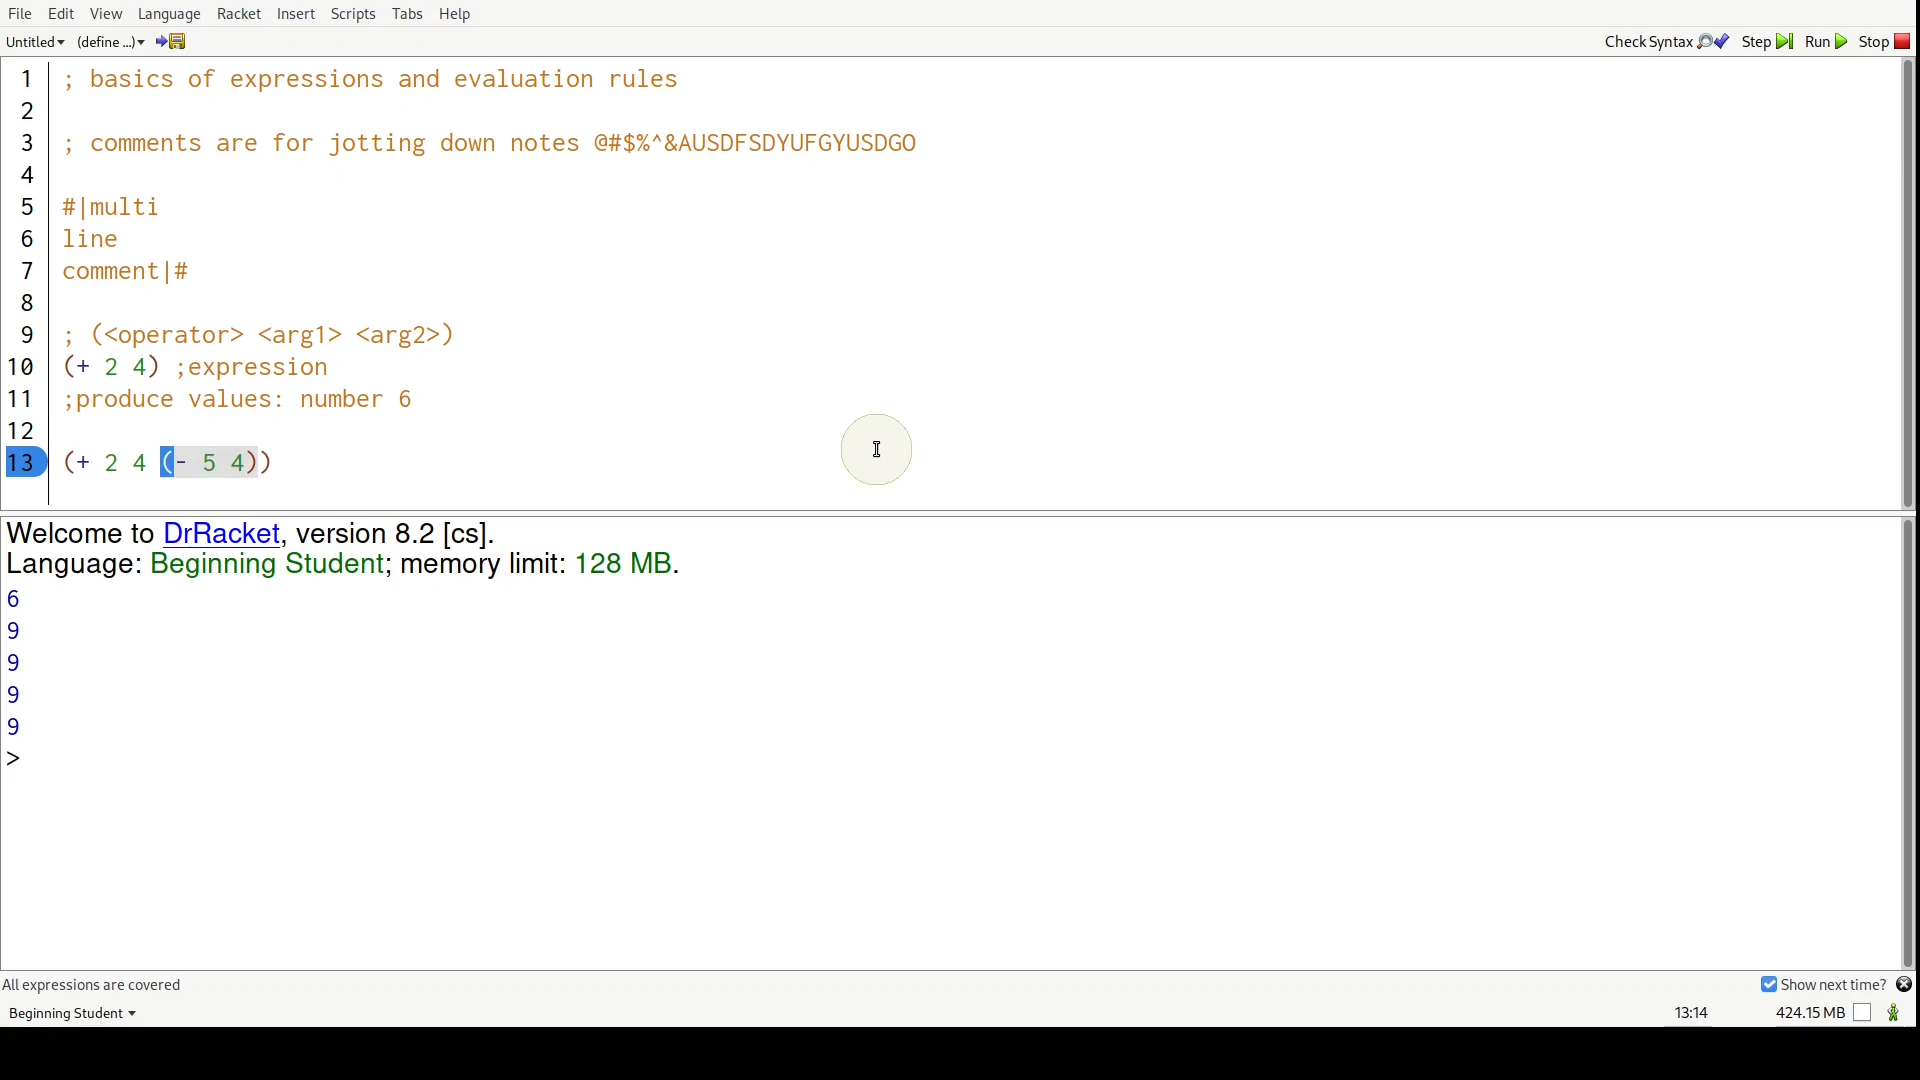 File Edit View Language Racket Insert Scripts Tabs Help
Untitled (define ...) Check Syntax Step Run Stop
1 ; basics of expressions and evaluation rules
2
3 ; comments are for jotting down notes @#$%^&AUSDFSDYUFGYUSDGO
4
5 #|multi
6 line
7 comment|#
8
9 ; (<operator> <arg1> <arg2>)
10 (+ 2 4) ;expression
11 ;produce values: number 6
12
13 (+ 2 4 (- 5 4))
Welcome to DrRacket, version 8.2 [cs].
Language: Beginning Student; memory limit: 128 MB.
6
9
9
9
9
>
All expressions are covered Show next time?
Beginning Student 13:14 424.15 MB